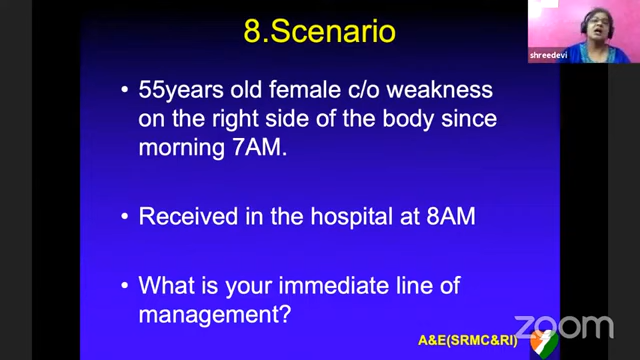 8.Scenario
shreedevi
• 55years old female c/o weakness
on the right side of the body since
morning 7AM.
• Received in the hospital at 8AM
• What is your immediate line of
management?
A&E(SRMC&RI)
zoom